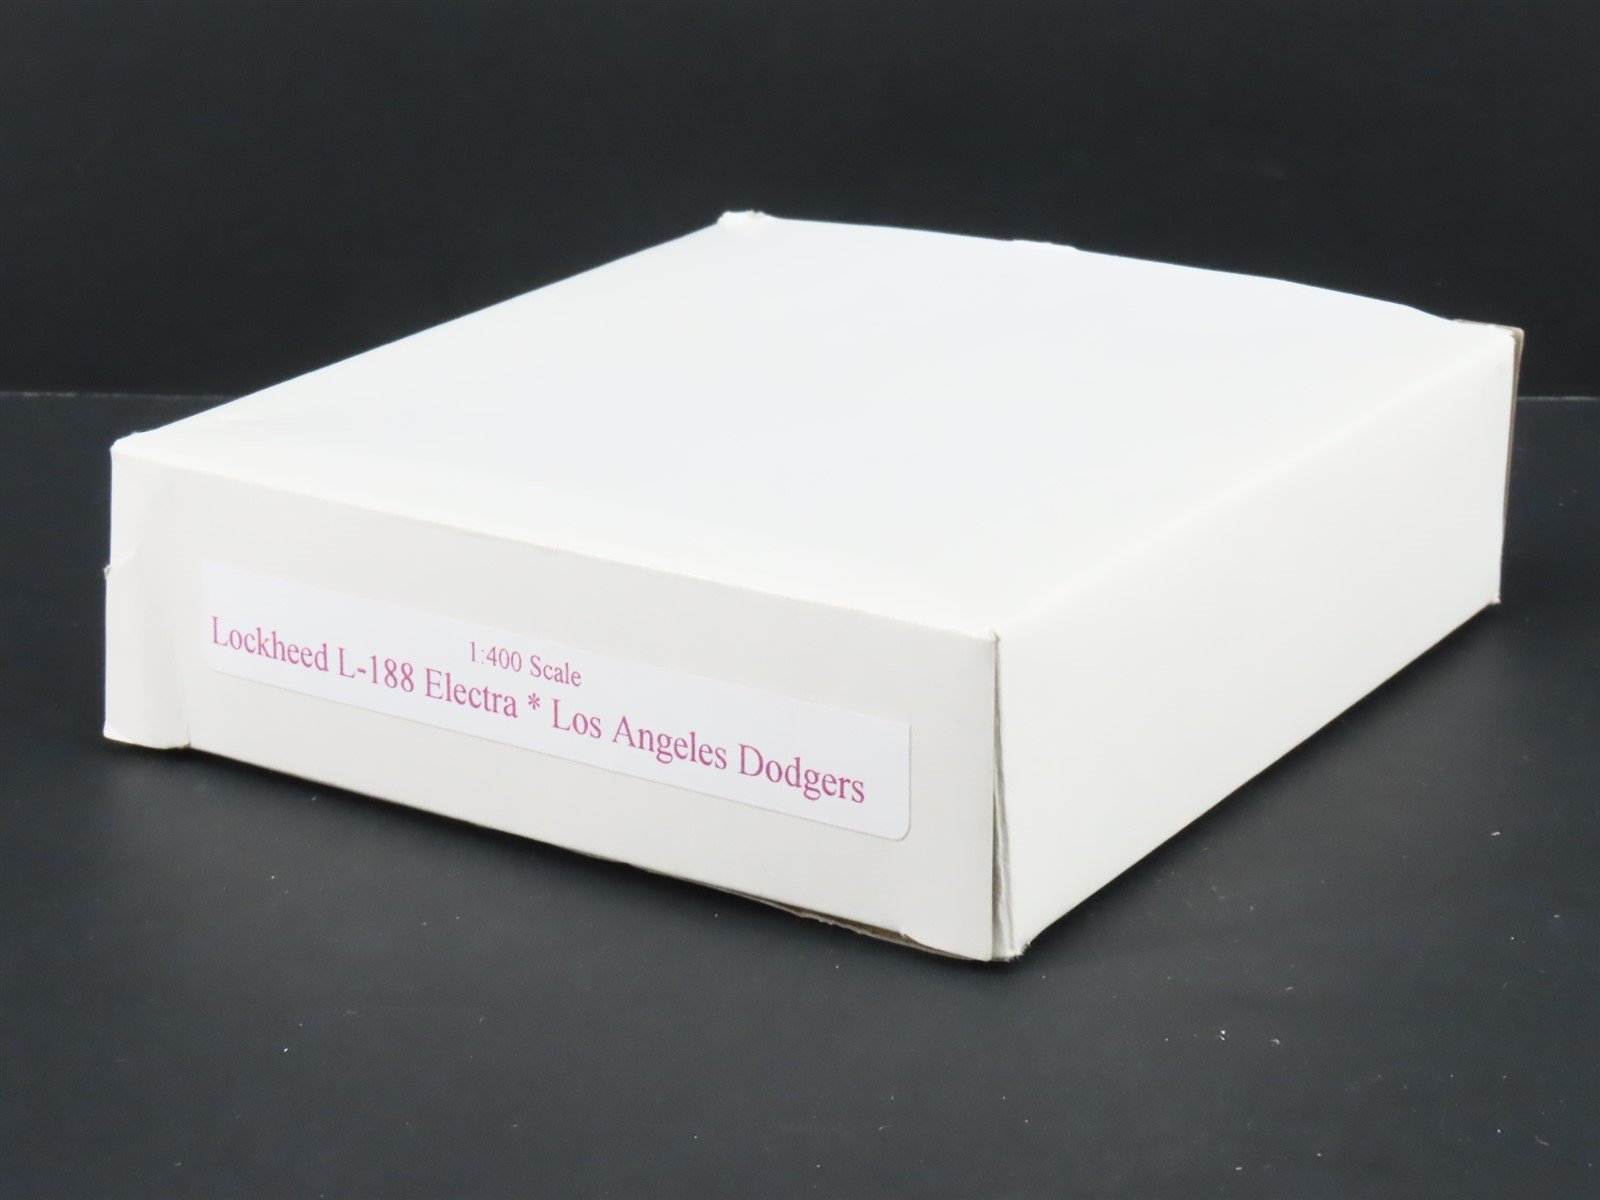 1:400 Scale
Lockheed L-188 Electra * Los Angeles Dodgers